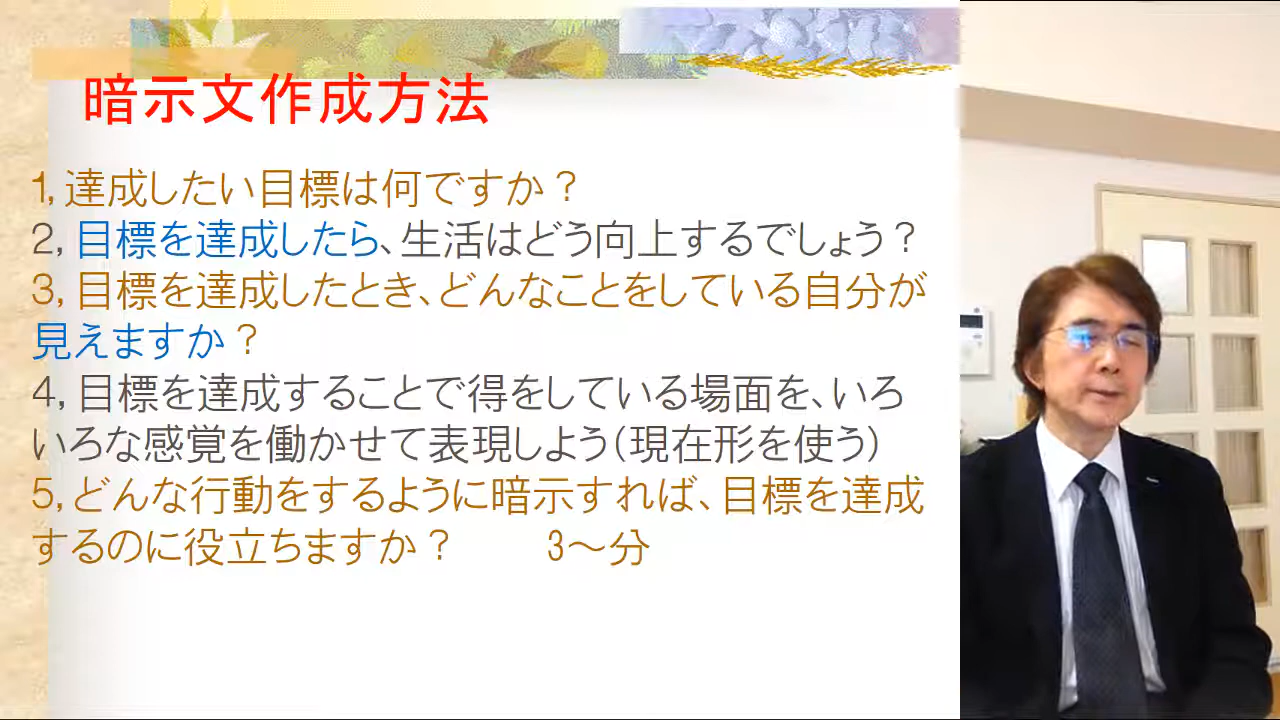 暗示文作成方法
1, 達成したい目標は何ですか？
2, 目標を達成したら、生活はどう向上するでしょう？
3, 目標を達成したとき、どんなことをしている自分が
見えますか？
4, 目標を達成することで得をしている場面を、いろ
いろな感覚を働かせて表現しよう(現在形を使う)
5, どんな行動をするように暗示すれば、目標を達成
するのに役立ちますか？　　3～分